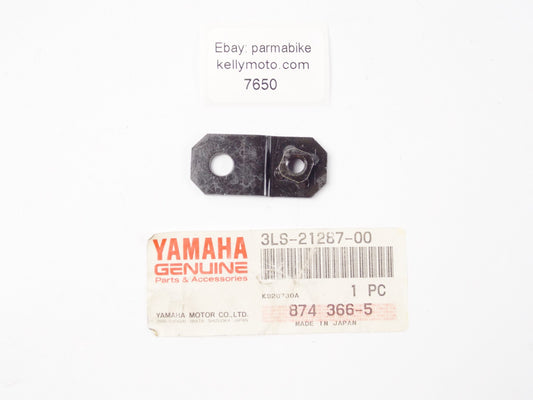 Ebay: parmabike
kellymoto.com
7650
YAMAHA
GENUINE
Parts & Accessories
3LS-21287-00
KB20730A
1 PC
YAMAHA MOTOR CO.,LTD.
874 366-5
MADE IN JAPAN